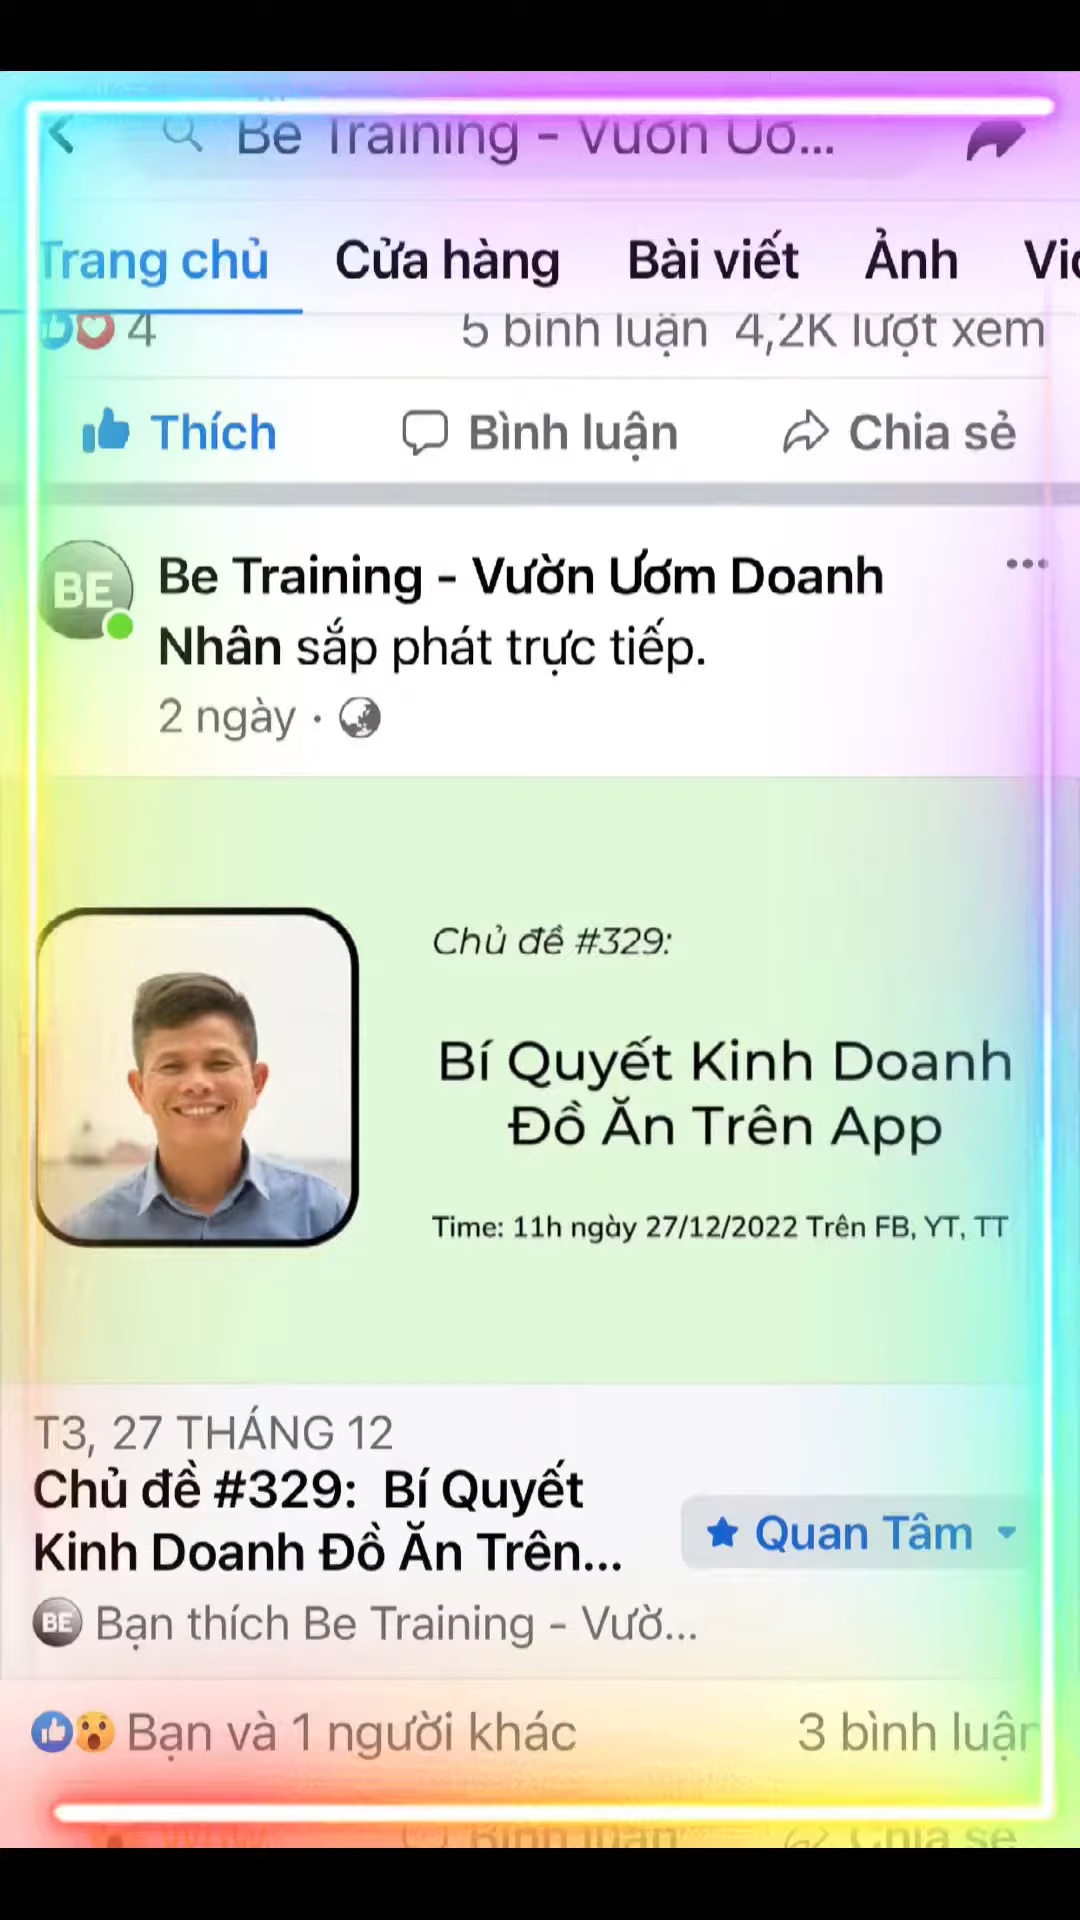 Be Training - Vườn Ươ...
Trang chủ Cửa hàng Bài viết Ảnh
4 5 bình luận 4,2K lượt xem
Thích Bình luận Chia sẻ
BE
Be Training - Vườn Ươm Doanh
Nhân sắp phát trực tiếp.
2 ngày ·
Chủ đề #329:
Bí Quyết Kinh Doanh
Đồ Ăn Trên App
Time: 11h ngày 27/12/2022 Trên FB, YT, TT
T3, 27 THÁNG 12
Chủ đề #329: Bí Quyết
Kinh Doanh Đồ Ăn Trên...
Quan Tâm
BE Bạn thích Be Training - Vườ...
Bạn và 1 người khác 3 bình luận
Bình luận Chia sẻ